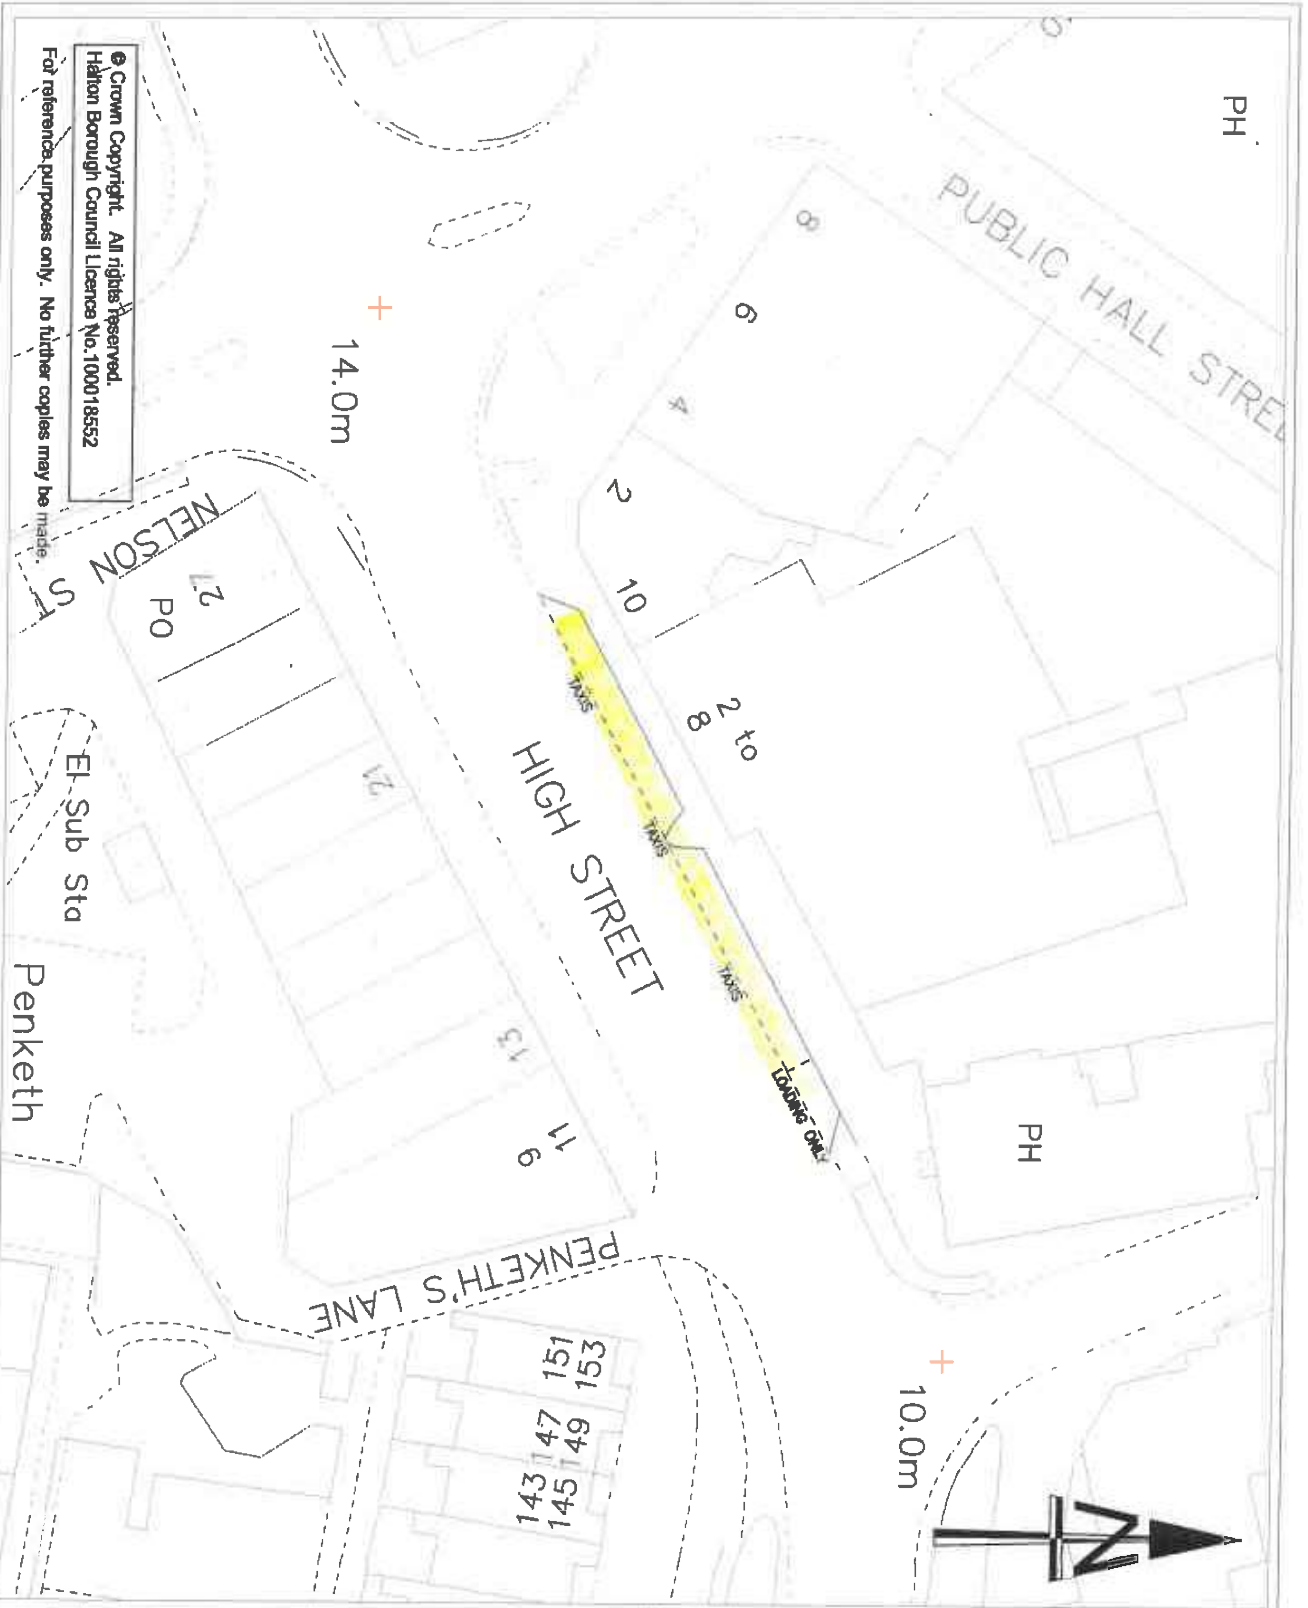 PH
PUBLIC HALL STREE
8
6
4
2
10
2 to
8
TAXIS
TAXIS
TAXIS
LOADING ONLY
HIGH STREET
PH
14.0m
10.0m
NELSON ST
27
PO
21
13
11
9
PENKETH'S LANE
El Sub Sta
Penketh
151
153
147
149
143
145
N
© Crown Copyright. All rights reserved.
Halton Borough Council Licence No.100018552
For reference purposes only. No further copies may be made.